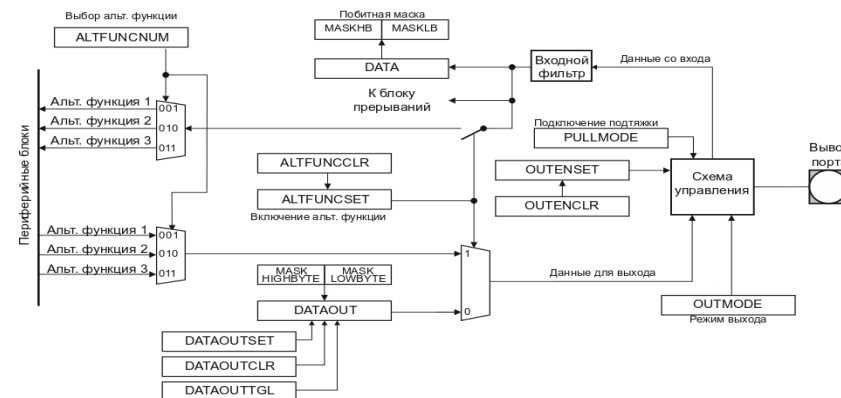 Выбор альт. функции
ALTFUNCNUM
Побитная маска
MASKHB MASKLB
DATA
Входной
фильтр
Данные со входа
К блоку
прерываний
Периферийные блоки
Альт. функция 1
Альт. функция 2
Альт. функция 3
001
010
011
Подключение подтяжки
PULLMODE
ALTFUNCCLR
ALTFUNCSET
Включение альт. функции
OUTENSET
OUTENCLR
Схема
управления
Альт. функция 1
Альт. функция 2
Альт. функция 3
001
010
011
1
0
MASK
HIGHBYTE
MASK
LOWBYTE
DATAOUT
Данные для выхода
OUTMODE
Режим выхода
DATAOUTSET
DATAOUTCLR
DATAOUTTGL